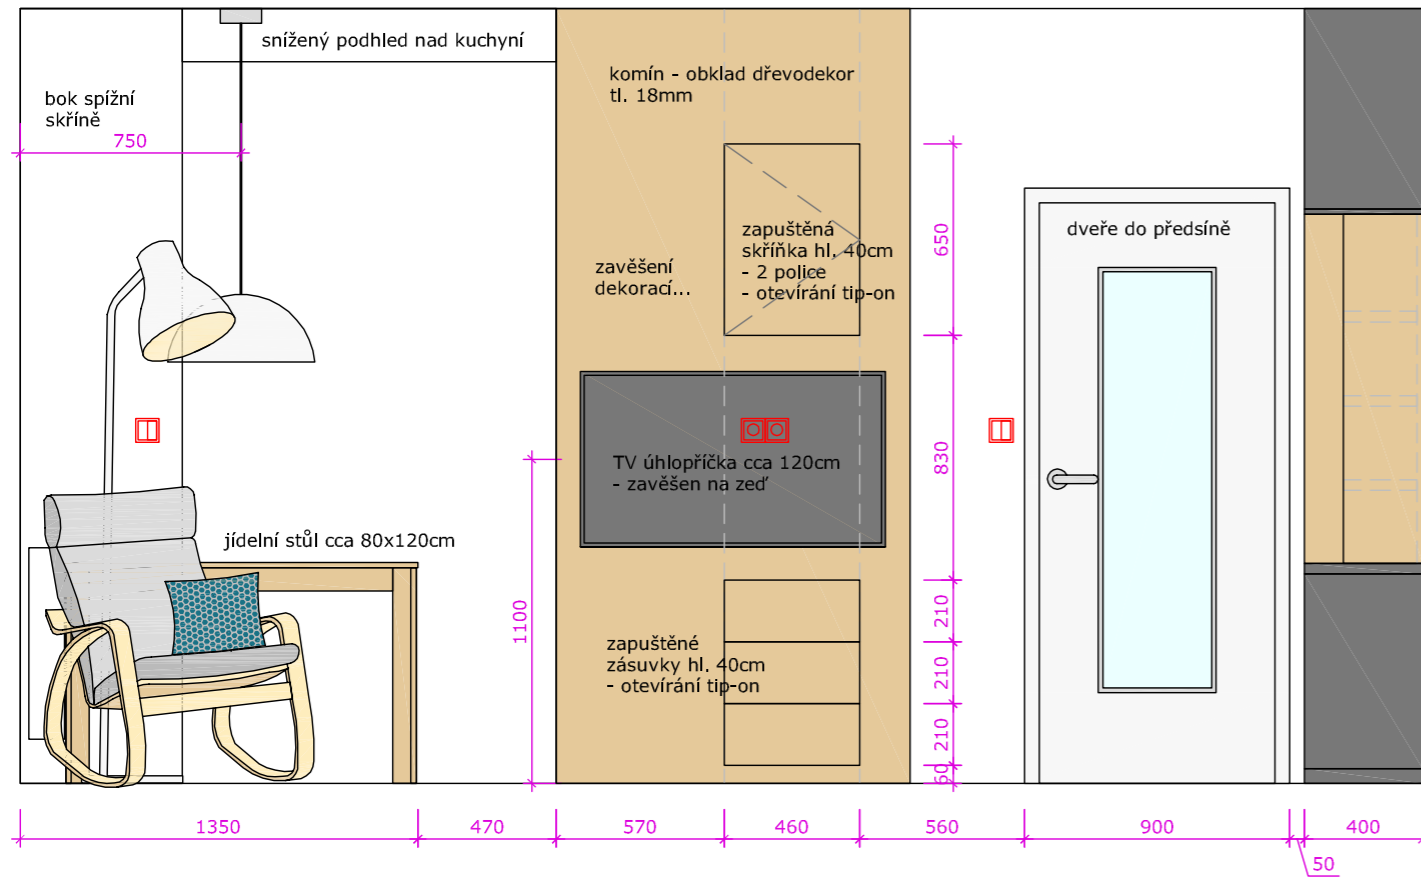 snížený podhled nad kuchyní
bok spížní
skříně
750
komín - obklad dřevodekor
tl. 18mm
zavěšení
dekorací...
zapuštěná
skříňka hl. 40cm
- 2 police
- otevírání tip-on
650
dveře do předsíně
830
TV úhlopříčka cca 120cm
- zavěšen na zeď
jídelní stůl cca 80x120cm
1100
zapuštěné
zásuvky hl. 40cm
- otevírání tip-on
210
210
210
60
1350
470
570
460
560
900
50
400